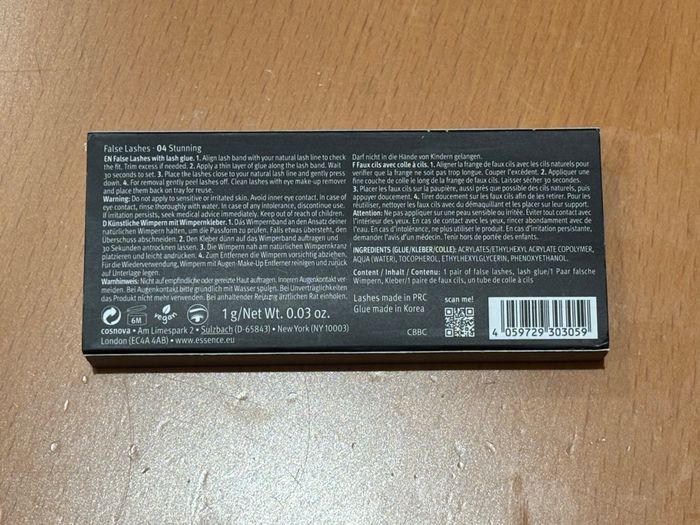 False Lashes · 04 Stunning
EN False Lashes with lash glue. 1. Align lash band with your natural lash line to check
the fit. Trim excess if needed. 2. Apply a thin layer of glue along the lash band. Wait
30 seconds to set. 3. Place the lashes close to your natural lash line and gently press
down. 4. For removal gently peel lashes off. Clean lashes with eye make-up remover
and place them back on tray for reuse.
Warning: Do not apply to sensitive or irritated skin. Avoid inner eye contact. In case of
eye contact, rinse thoroughly with water. In case of any intolerance, discontinue use.
If irritation persists, seek medical advice immediately. Keep out of reach of children.
D Künstliche Wimpern mit Wimpernkleber. 1. Das Wimpernband an den Ansatz deiner
natürlichen Wimpern halten, um die Passform zu prüfen. Falls etwas übersteht, den
Überschuss abschneiden. 2. Den Kleber dünn auf das Wimpernband auftragen und
30 Sekunden antrocknen lassen. 3. Die Wimpern nah am natürlichen Wimpernkranz
platzieren und leicht andrücken. 4. Zum Entfernen die Wimpern vorsichtig abziehen.
Für die Wiederverwendung, Wimpern mit Augen-Make-Up Entferner reinigen und zurück
auf Unterlage legen.
Warnhinweis: Nicht auf empfindliche oder gereizte Haut auftragen. Inneren Augenkontakt ver-
meiden. Bei Augenkontakt bitte gründlich mit Wasser spülen. Bei Unverträglichkeiten
das Produkt nicht mehr verwenden. Bei anhaltender Reizung ärztlichen Rat einholen.
6M
vegan
1 g/Net Wt. 0.03 oz.
cosnova • Am Limespark 2 • Sulzbach (D-65843) • New York (NY 10003)
London (EC4A 4AB) • www.essence.eu
Darf nicht in die Hände von Kindern gelangen.
F Faux cils avec colle à cils. 1. Aligner la frange de faux cils avec les cils naturels pour
vérifier que la frange ne soit pas trop longue. Couper l'excédent. 2. Appliquer une
fine couche de colle le long de la frange de faux cils. Laisser sécher 30 secondes.
3. Placer les faux cils sur la paupière, aussi près que possible des cils naturels, puis
appuyer doucement. 4. Tirer doucement sur les faux cils afin de les retirer. Pour les
réutiliser, nettoyer les faux cils avec du démaquillant et les placer sur leur support.
Attention: Ne pas appliquer sur une peau sensible ou irritée. Éviter tout contact avec
l'intérieur des yeux. En cas de contact avec les yeux, rincer abondamment avec de
l'eau. En cas d'intolérance, ne plus utiliser le produit. En cas d'irritation persistante,
demander l'avis d'un médecin. Tenir hors de portée des enfants.
INGREDIENTS (GLUE/KLEBER/COLLE): ACRYLATES/ETHYLHEXYL ACRYLATE COPOLYMER,
AQUA (WATER), TOCOPHEROL, ETHYLHEXYLGLYCERIN, PHENOXYETHANOL.
Content / Inhalt / Contenu: 1 pair of false lashes, lash glue/1 Paar falsche
Wimpern, Kleber/1 paire de faux cils, un tube de colle à cils
Lashes made in PRC
Glue made in Korea
CBBC
scan me!
4 059729 303059